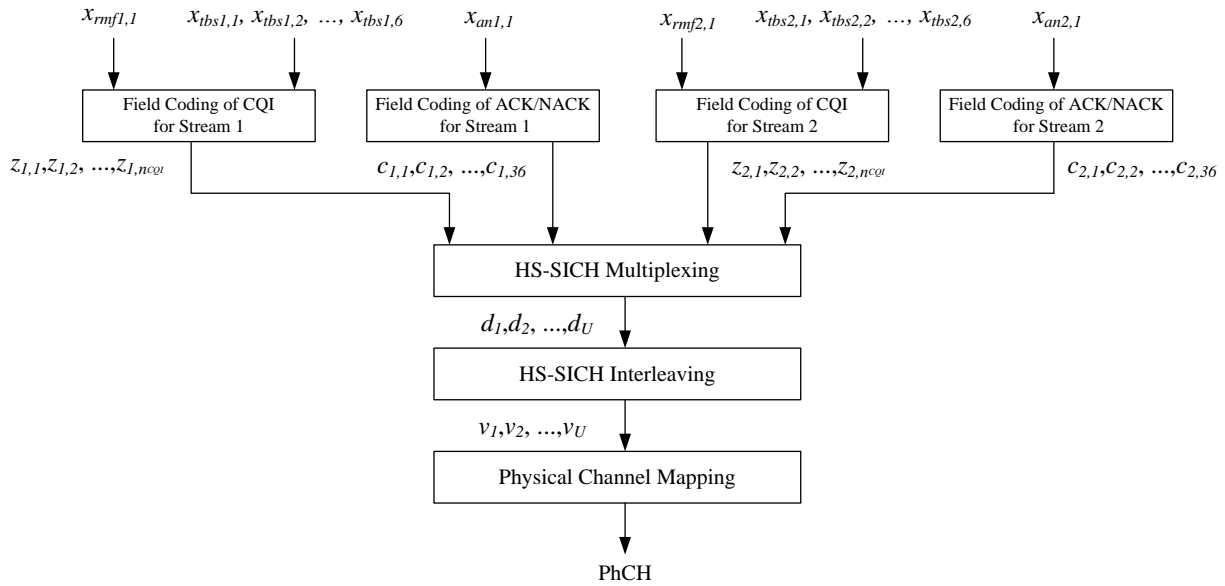 x_rmf1,1 x_tbs1,1, x_tbs1,2, ..., x_tbs1,6 x_an1,1 x_rmf2,1 x_tbs2,1, x_tbs2,2, ..., x_tbs2,6 x_an2,1
Field Coding of CQI
for Stream 1
Field Coding of ACK/NACK
for Stream 1
Field Coding of CQI
for Stream 2
Field Coding of ACK/NACK
for Stream 2
z_1,1,z_1,2, ...,z_1,nCQI c_1,1,c_1,2, ...,c_1,36 z_2,1,z_2,2, ...,z_2,nCQI c_2,1,c_2,2, ...,c_2,36
HS-SICH Multiplexing
d_1,d_2, ...,d_U
HS-SICH Interleaving
v_1,v_2, ...,v_U
Physical Channel Mapping
PhCH